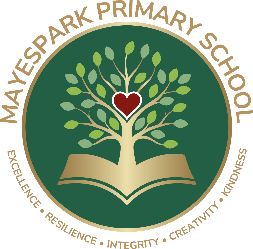 MAYESPARK PRIMARY SCHOOL
EXCELLENCE • RESILIENCE • INTEGRITY • CREATIVITY • KINDNESS